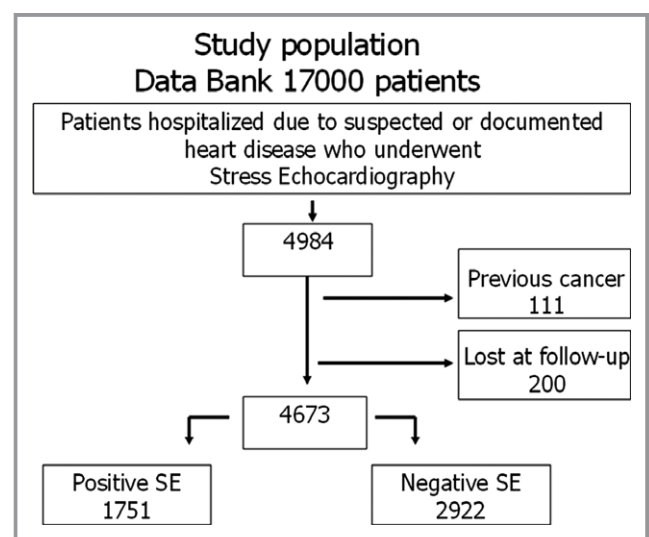 Study population
Data Bank 17000 patients
Patients hospitalized due to suspected or documented
heart disease who underwent
Stress Echocardiography
4984
Previous cancer
111
Lost at follow-up
200
4673
Positive SE
1751
Negative SE
2922